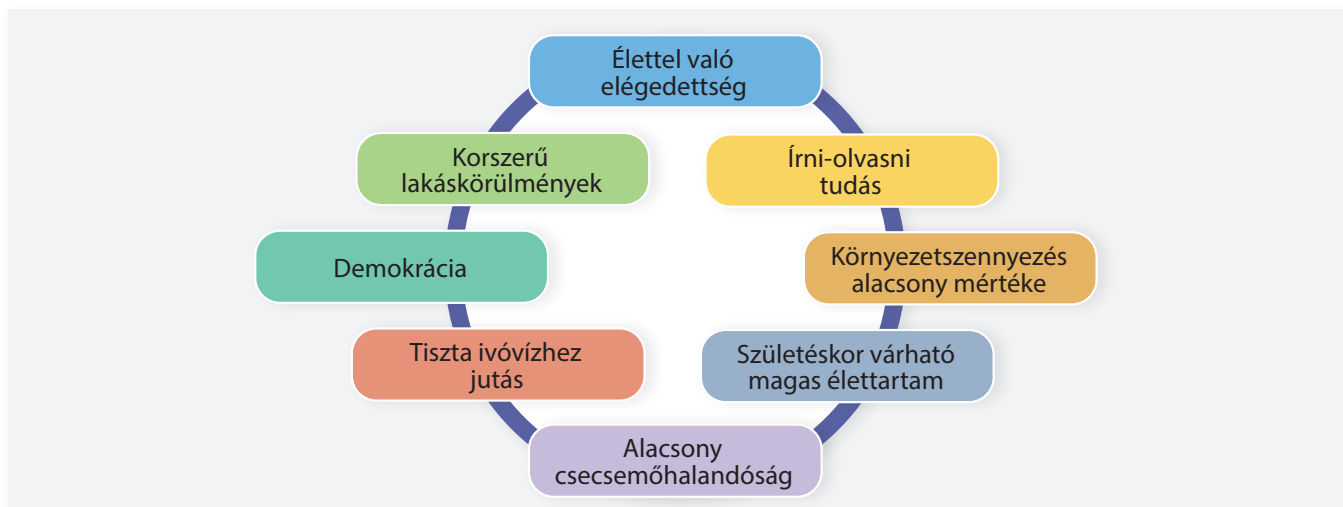 Élettel való
elégedettség
Korszerű
lakáskörülmények
Írni-olvasni
tudás
Demokrácia
Környezetszennyezés
alacsony mértéke
Tiszta ivóvízhez
jutás
Születéskor várható
magas élettartam
Alacsony
csecsemőhalandóság